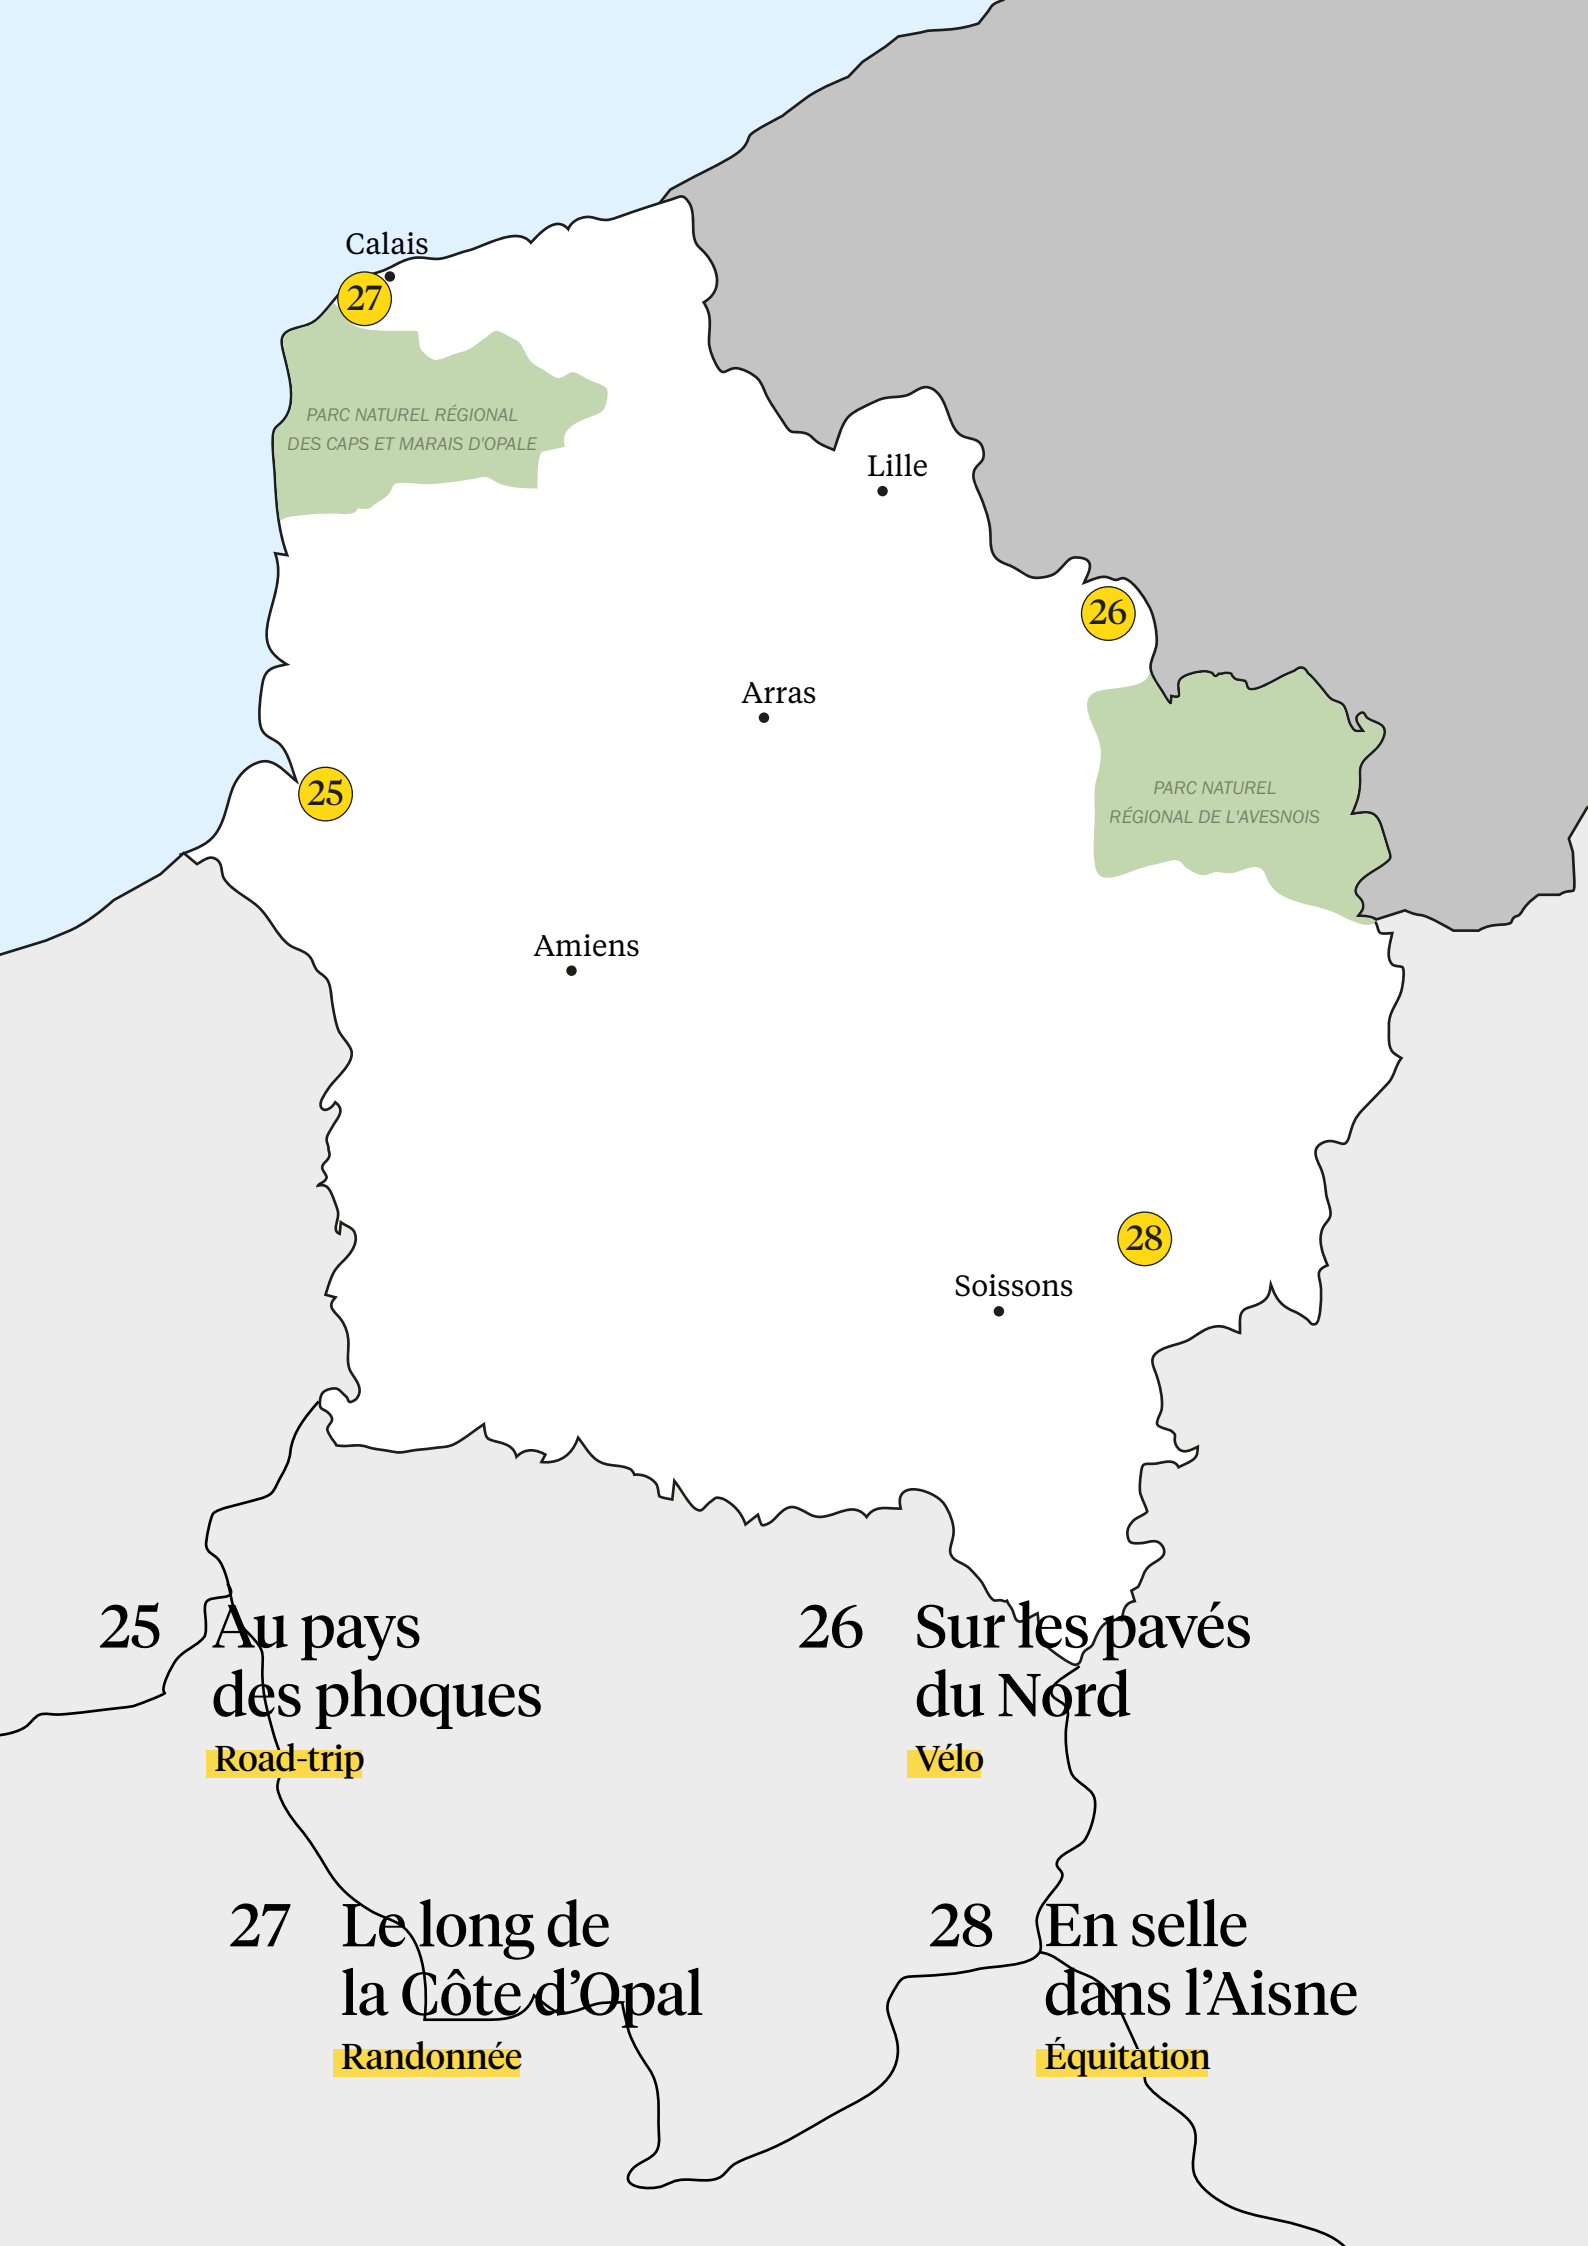 Calais
27
PARC NATUREL RÉGIONAL
DES CAPS ET MARAIS D'OPALE
Lille
26
Arras
25
PARC NATUREL
RÉGIONAL DE L'AVESNOIS
Amiens
28
Soissons
25 Au pays
des phoques
Road-trip
26 Sur les pavés
du Nord
Vélo
27 Le long de
la Côte d’Opal
Randonnée
28 En selle
dans l’Aisne
Équitation